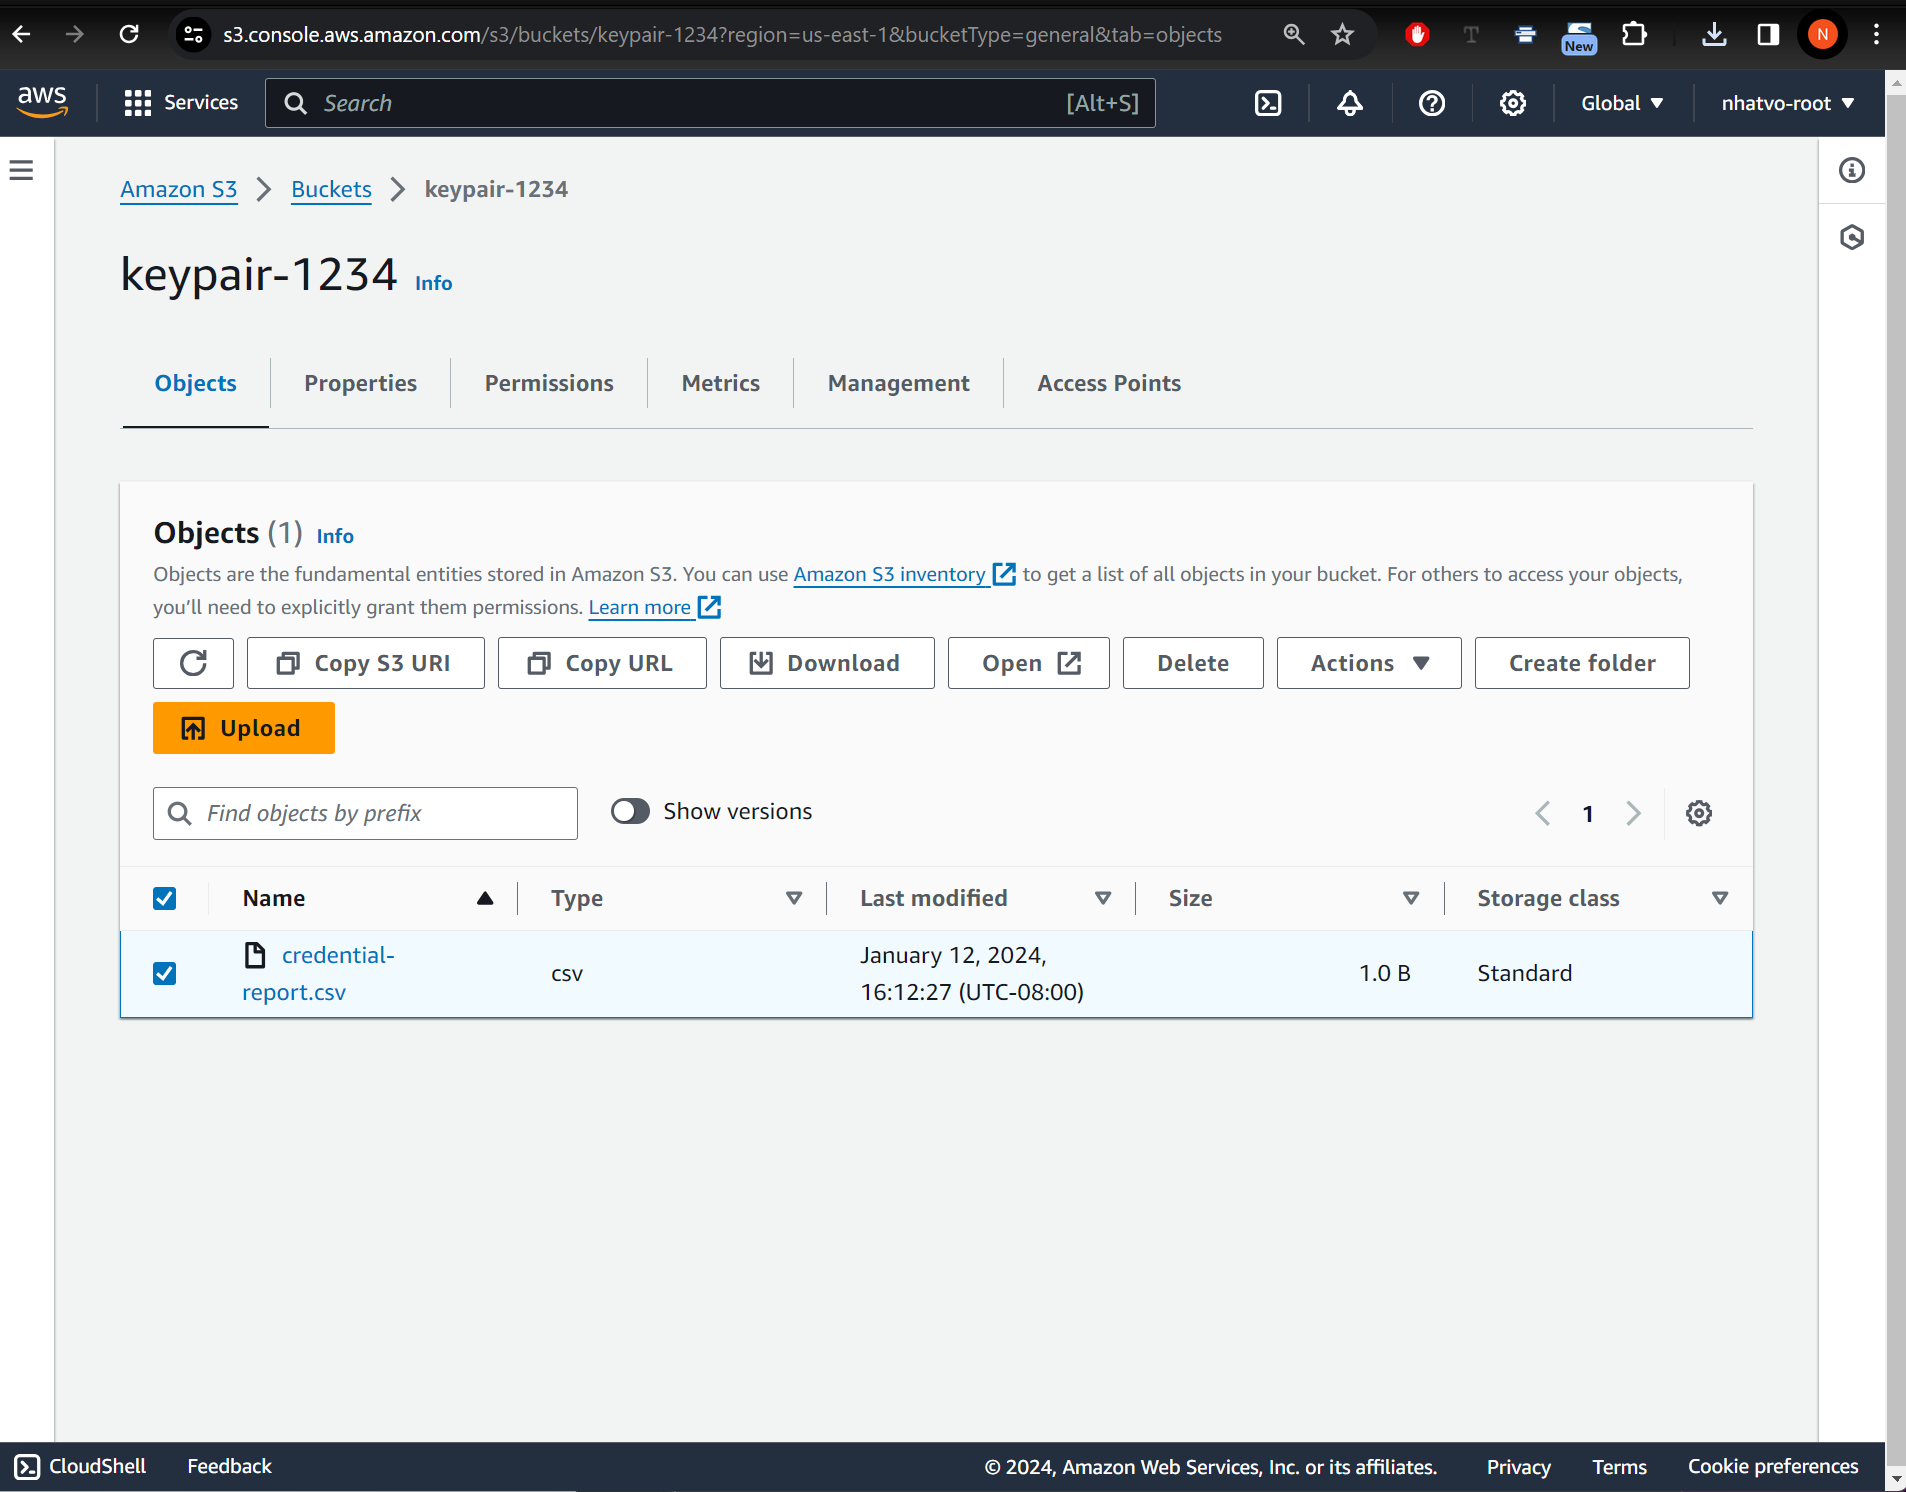 s3.console.aws.amazon.com/s3/buckets/keypair-1234?region=us-east-1&bucketType=general&tab=objects
T
New
N
aws
Services
Search
[Alt+S]
Global
nhatvo-root
Amazon S3
Buckets
keypair-1234
keypair-1234
Info
Objects
Properties
Permissions
Metrics
Management
Access Points
Objects (1) Info
Objects are the fundamental entities stored in Amazon S3. You can use Amazon S3 inventory to get a list of all objects in your bucket. For others to access your objects,
you'll need to explicitly grant them permissions. Learn more
Copy S3 URI
Copy URL
Download
Open
Delete
Actions
Create folder
Upload
Find objects by prefix
Show versions
1
Name
Type
Last modified
Size
Storage class
credential-
report.csv
csv
January 12, 2024,
16:12:27 (UTC-08:00)
1.0 B
Standard
CloudShell
Feedback
© 2024, Amazon Web Services, Inc. or its affiliates.
Privacy
Terms
Cookie preferences